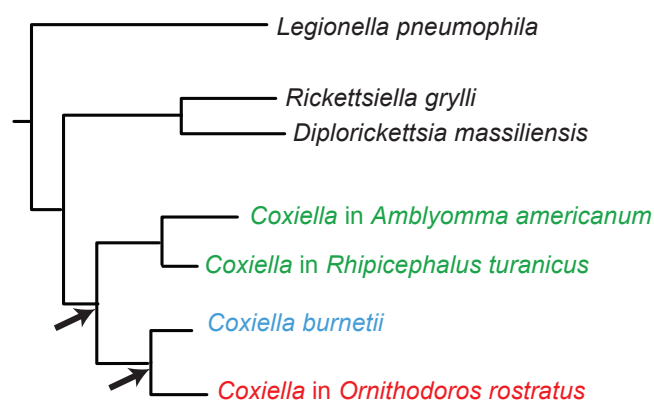 Legionella pneumophila
Rickettsiella grylli
Diplorickettsia massiliensis
Coxiella in Amblyomma americanum
Coxiella in Rhipicephalus turanicus
Coxiella burnetii
Coxiella in Ornithodoros rostratus